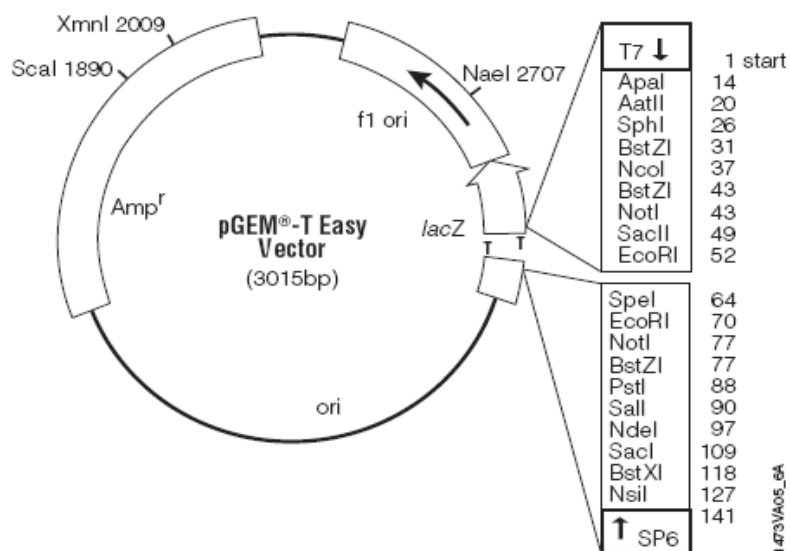 XmnI 2009
ScaI 1890
NaeI 2707
f1 ori
Ampr
pGEM®-T Easy
Vector
(3015bp)
lacZ
T T
ori
T7 ↓
1 start
ApaI 14
AatII 20
SphI 26
BstZI 31
NcoI 37
BstZI 43
NotI 43
SacII 49
EcoRI 52
SpeI 64
EcoRI 70
NotI 77
BstZI 77
PstI 88
SalI 90
NdeI 97
SacI 109
BstXI 118
NsiI 127
141
↑ SP6
1473VA05_6A